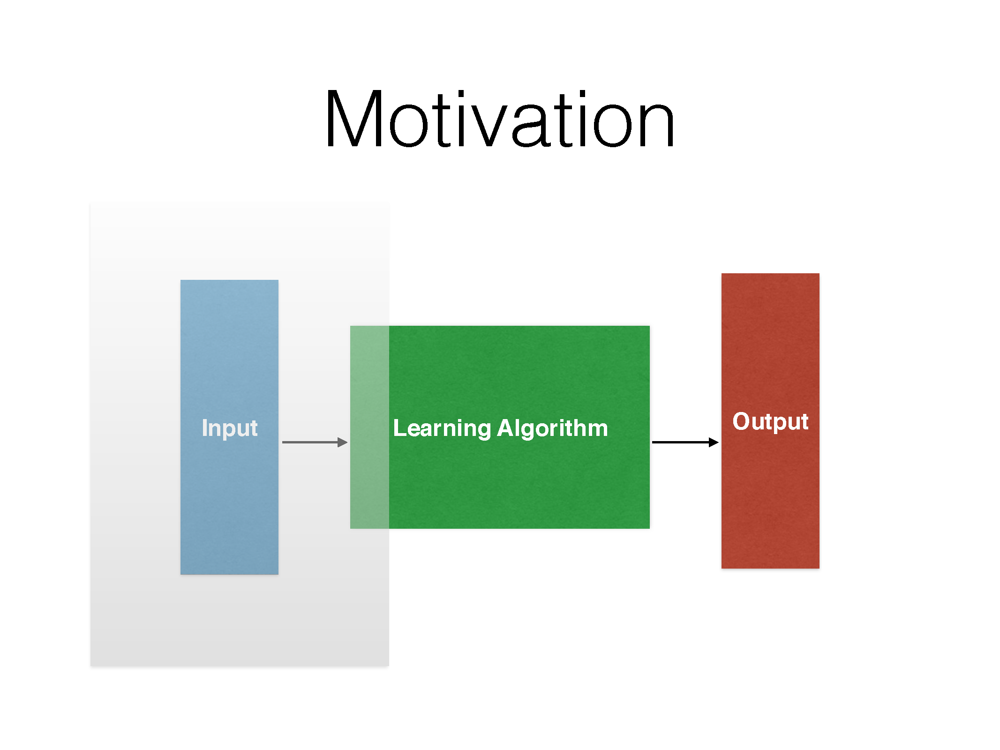 Motivation
Input
Learning Algorithm
Output